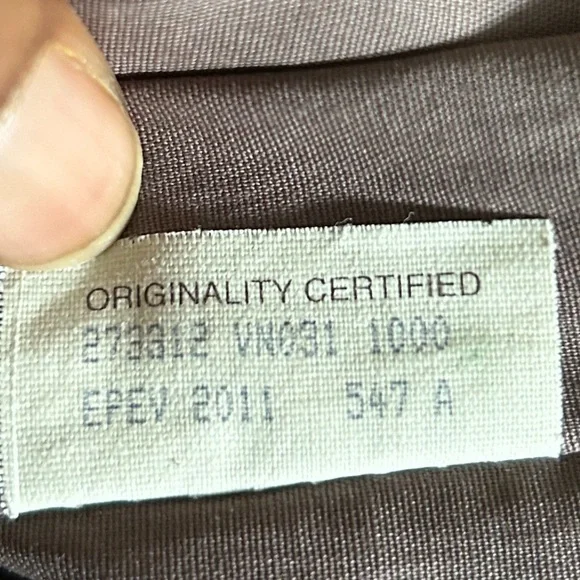 ORIGINALITY CERTIFIED
273312 VN031 1000
EPEV 2011 547 A